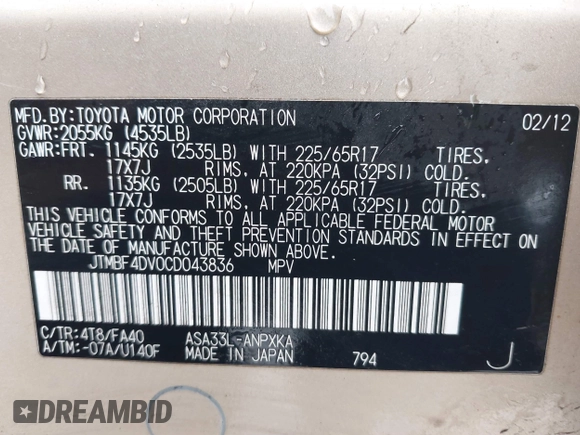 MFD.BY:TOYOTA MOTOR CORPORATION 02/12
GVWR:2055KG (4535LB)
GAWR:FRT. 1145KG (2535LB) WITH 225/65R17 TIRES,
17X7J RIMS, AT 220KPA (32PSI) COLD.
RR. 1135KG (2505LB) WITH 225/65R17 TIRES,
17X7J RIMS, AT 220KPA (32PSI) COLD.
THIS VEHICLE CONFORMS TO ALL APPLICABLE FEDERAL MOTOR
VEHICLE SAFETY AND THEFT PREVENTION STANDARDS IN EFFECT ON
THE DATE OF MANUFACTURE SHOWN ABOVE.
JTMBF4DV0CD043836 MPV
C/TR:4T8/FA40 ASA33L-ANPXKA
A/TM:-07A/U140F MADE IN JAPAN 794 J
DREAMBID